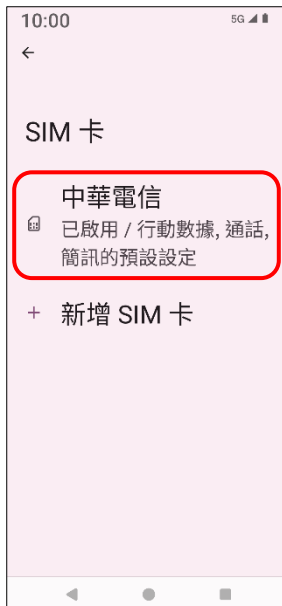 10:00 5G
SIM 卡
中華電信
已啟用 / 行動數據, 通話,
簡訊的預設設定
+ 新增 SIM 卡